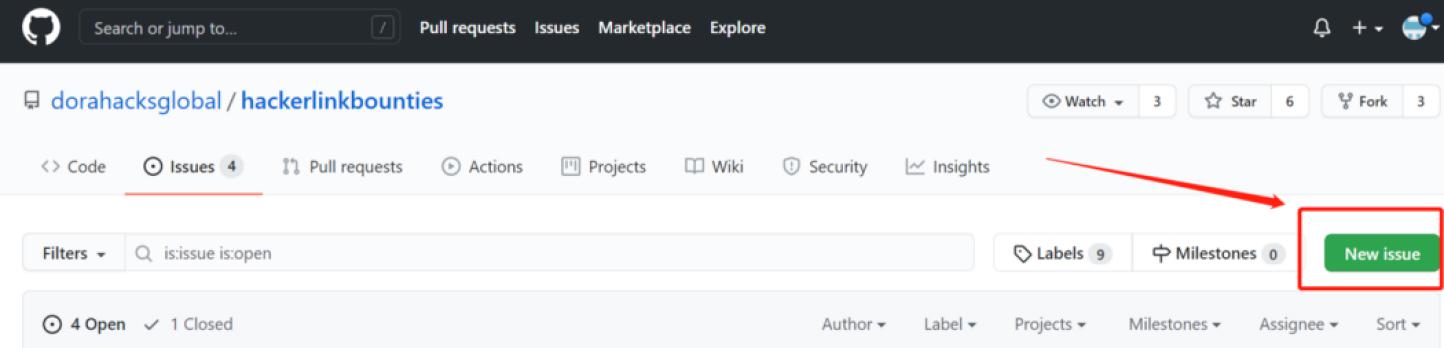 Search or jump to... / Pull requests Issues Marketplace Explore
dorahacksglobal / hackerlinkbounties Watch 3 Star 6 Fork 3
Code Issues 4 Pull requests Actions Projects Wiki Security Insights
Filters is:issue is:open Labels 9 Milestones 0 New issue
4 Open 1 Closed Author Label Projects Milestones Assignee Sort